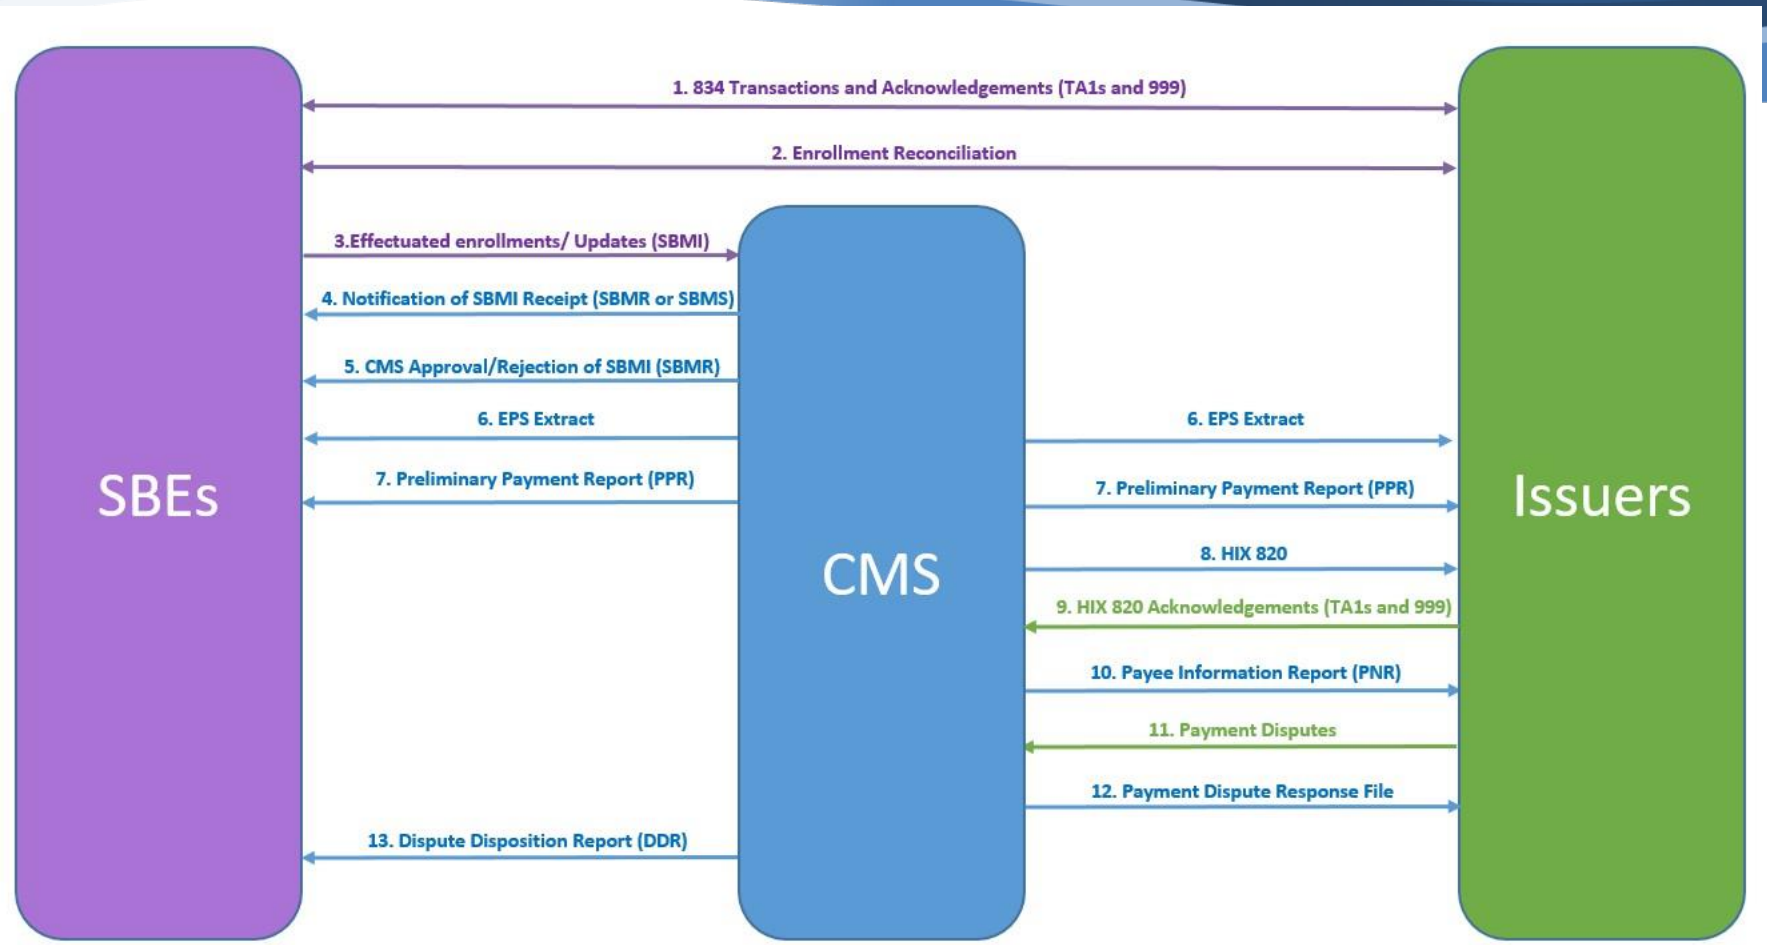 1. 834 Transactions and Acknowledgements (TA1s and 999)
2. Enrollment Reconciliation
3.Effectuated enrollments/ Updates (SBMI)
4. Notification of SBMI Receipt (SBMR or SBMS)
5. CMS Approval/Rejection of SBMI (SBMR)
6. EPS Extract
6. EPS Extract
7. Preliminary Payment Report (PPR)
7. Preliminary Payment Report (PPR)
SBEs
Issuers
8. HIX 820
CMS
9. HIX 820 Acknowledgements (TA1s and 999)
10. Payee Information Report (PNR)
11. Payment Disputes
12. Payment Dispute Response File
13. Dispute Disposition Report (DDR)